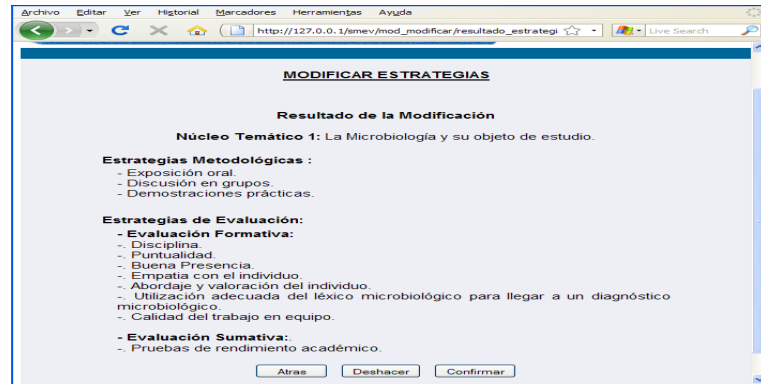 Archivo Editar Ver Historial Marcadores Herramientas Ayuda
http://127.0.0.1/smev/mod_modificar/resultado_estrategi Live Search
MODIFICAR ESTRATEGIAS
Resultado de la Modificación
Núcleo Temático 1: La Microbiología y su objeto de estudio.
Estrategias Metodológicas :
- Exposición oral.
- Discusión en grupos.
- Demostraciones prácticas.
Estrategias de Evaluación:
- Evaluación Formativa:
-. Disciplina.
-. Puntualidad.
-. Buena Presencia.
-. Empatia con el individuo.
-. Abordaje y valoración del individuo.
-. Utilización adecuada del léxico microbiológico para llegar a un diagnóstico
microbiológico.
-. Calidad del trabajo en equipo.
- Evaluación Sumativa:.
-. Pruebas de rendimiento académico.
Atras Deshacer Confirmar